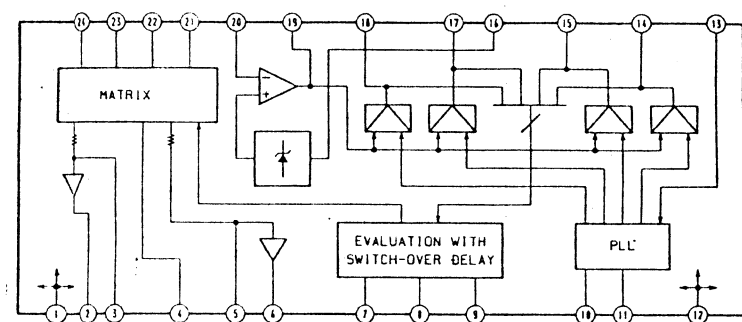 24 23 22 21 20 19 18 17 16 15 14 13
MATRIX
EVALUATION WITH
SWITCH-OVER DELAY
PLL
1 2 3 4 5 6 7 8 9 10 11 12